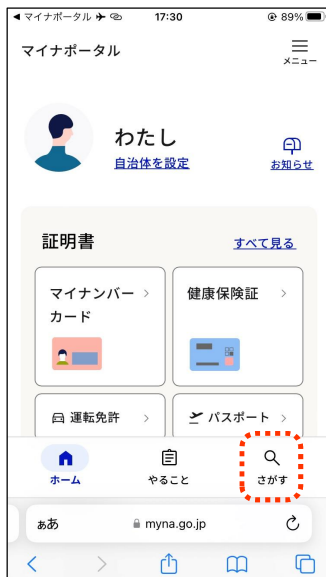 ◀ マイナポータル 17:30 89%
マイナポータル
メニュー
わたし
自治体を設定
お知らせ
証明書
すべて見る
マイナンバー
カード
健康保険証
運転免許
パスポート
ホーム
やること
さがす
ぁあ
myna.go.jp